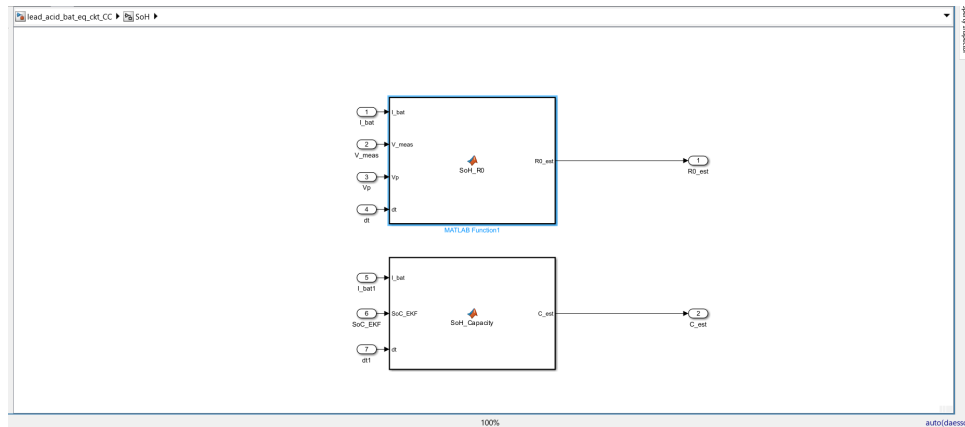 lead_acid_bat_eq_ckt_CC SoH
1
I_bat
I_bat
2
V_meas
V_meas
3
Vp
Vp
4
dt
dt
SoH_R0
R0_est
1
R0_est
MATLAB Function1
5
I_bat1
I_bat
6
SoC_EKF
SoC_EKF
7
dt1
dt
SoH_Capacity
C_est
2
C_est
100%